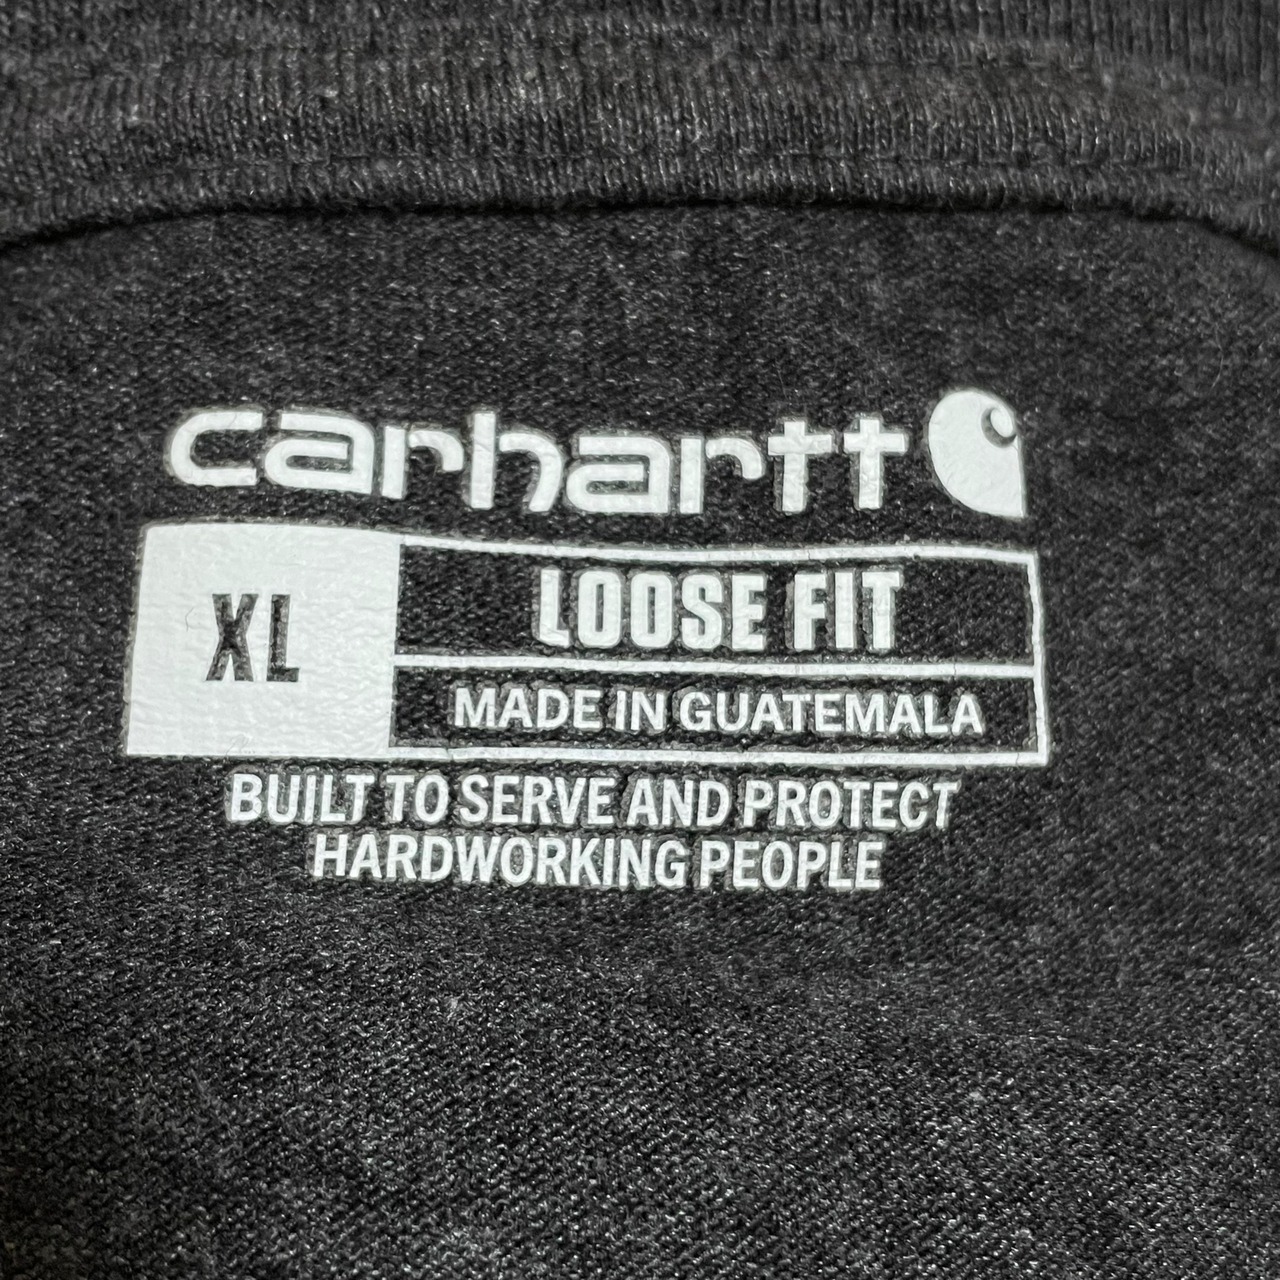 carhartt
XL
LOOSE FIT
MADE IN GUATEMALA
BUILT TO SERVE AND PROTECT
HARDWORKING PEOPLE